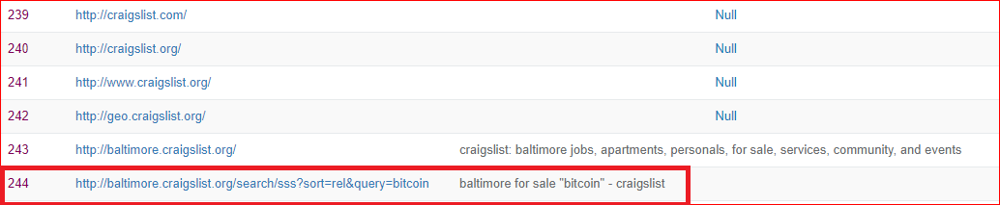 239 http://craigslist.com/ Null
240 http://craigslist.org/ Null
241 http://www.craigslist.org/ Null
242 http://geo.craigslist.org/ Null
243 http://baltimore.craigslist.org/ craigslist: baltimore jobs, apartments, personals, for sale, services, community, and events
244 http://baltimore.craigslist.org/search/sss?sort=rel&query=bitcoin baltimore for sale "bitcoin" - craigslist